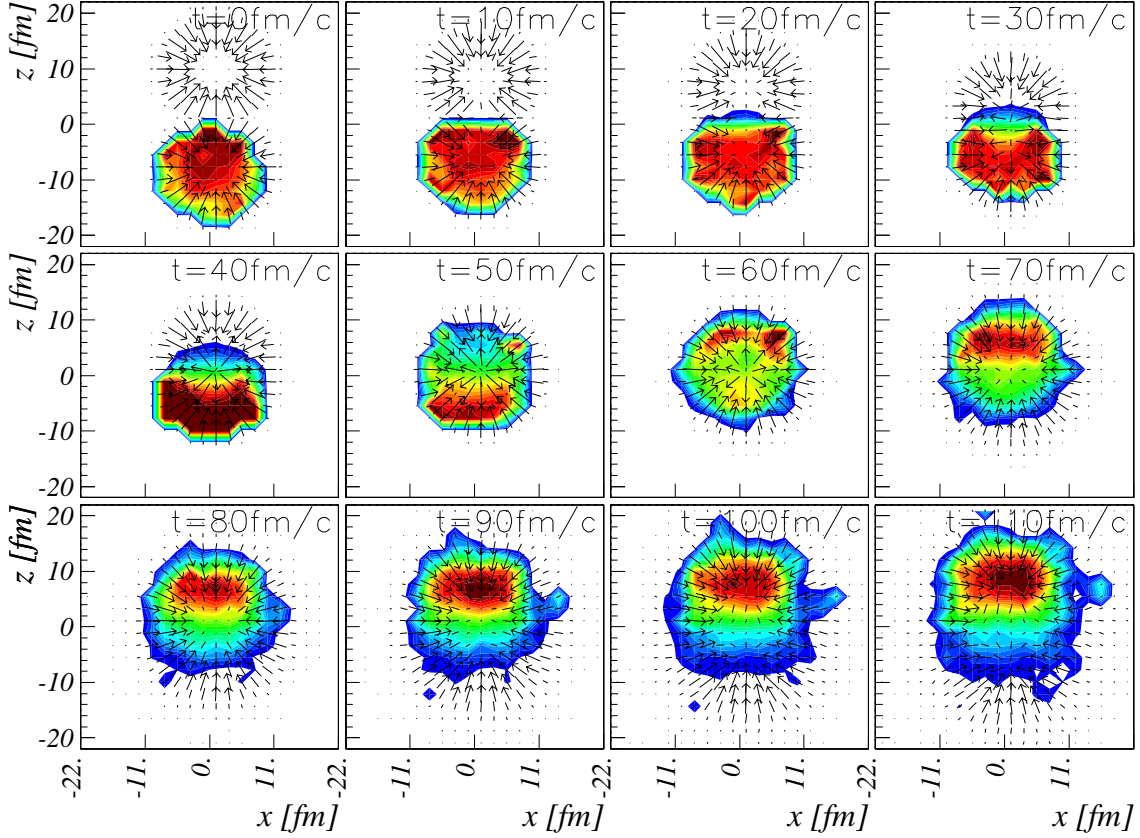 t=0fm/c t=10fm/c t=20fm/c t=30fm/c
z [fm]
20
10
0
-10
-20
t=40fm/c t=50fm/c t=60fm/c t=70fm/c
z [fm]
20
10
0
-10
-20
t=80fm/c t=90fm/c t=100fm/c t=110fm/c
z [fm]
20
10
0
-10
-20
-22. -11. 0. 11. 22. -11. 0. 11. 22. -11. 0. 11. 22. -11. 0. 11.
x [fm] x [fm] x [fm] x [fm]